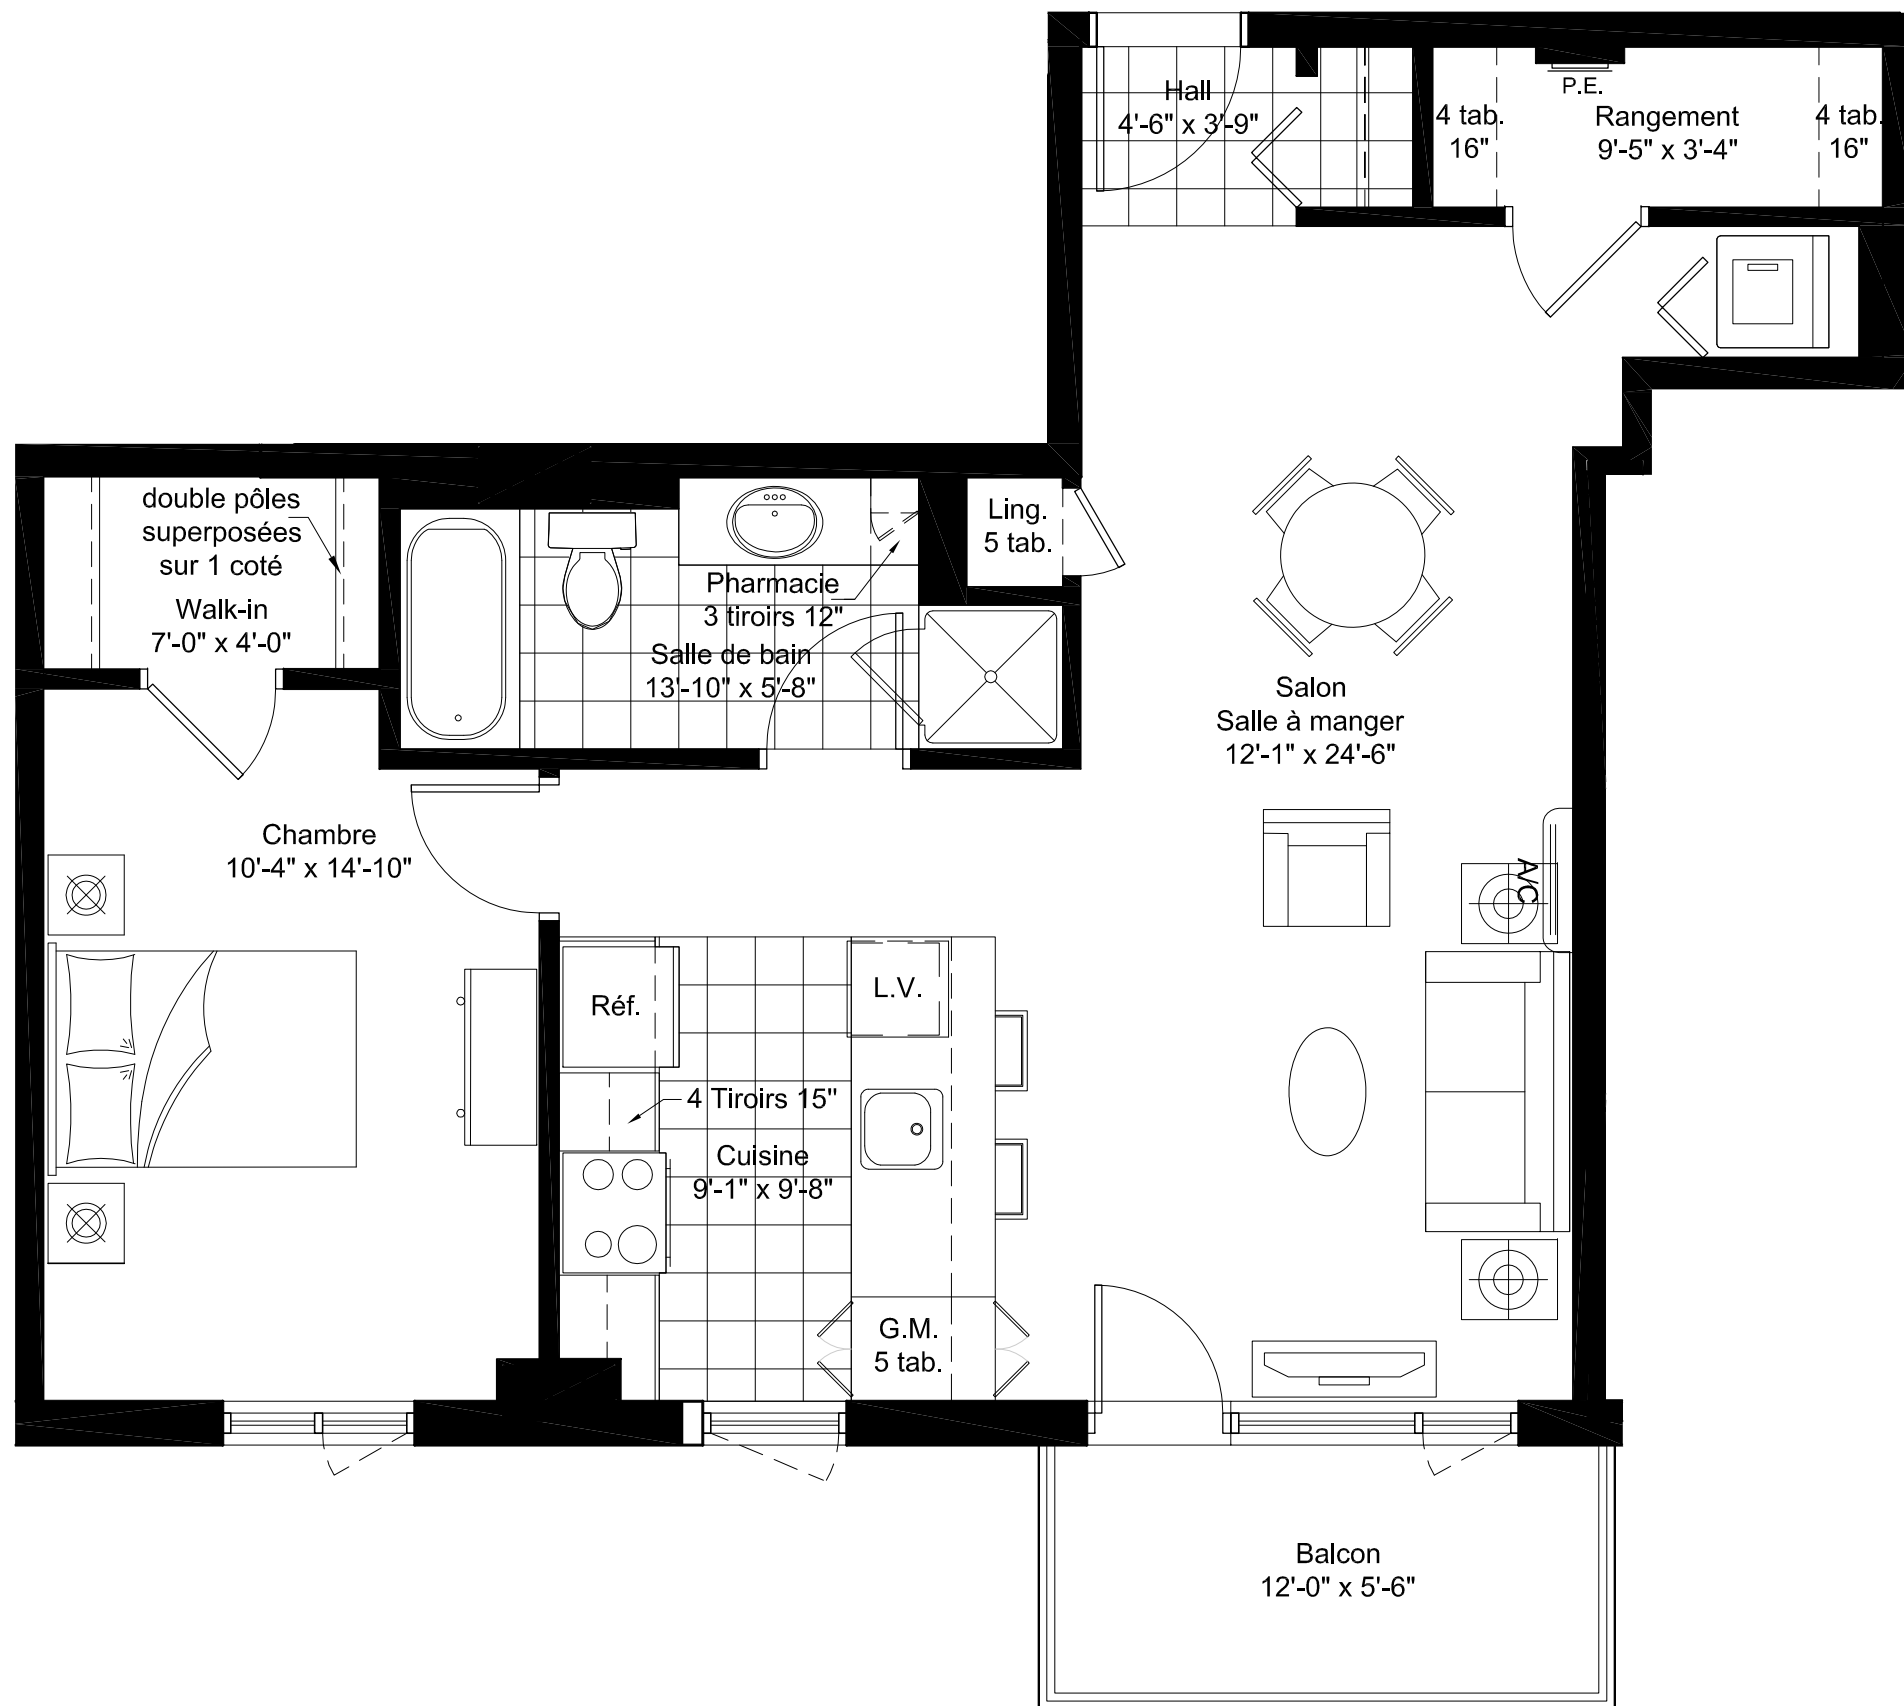 Hall
4'-6" x 3'-9"
4 tab.
16"
P.E.
Rangement
9'-5" x 3'-4"
4 tab.
16"
double pôles
superposées
sur 1 coté
Walk-in
7'-0" x 4'-0"
Pharmacie
3 tiroirs 12"
Salle de bain
13'-10" x 5'-8"
Ling.
5 tab.
Salon
Salle à manger
12'-1" x 24'-6"
Chambre
10'-4" x 14'-10"
A/C
Réf.
L.V.
4 Tiroirs 15"
Cuisine
9'-1" x 9'-8"
G.M.
5 tab.
Balcon
12'-0" x 5'-6"